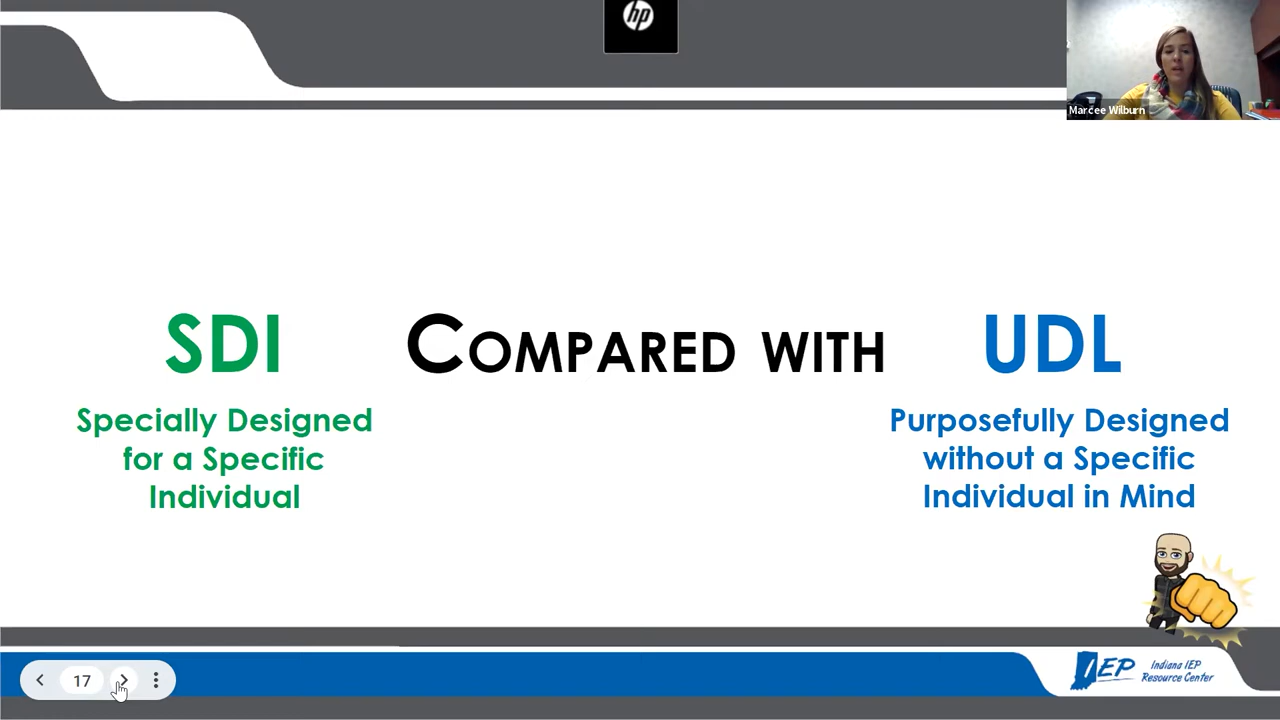 hp
Marcee Wilburn
SDI
COMPARED WITH
UDL
Specially Designed
for a Specific
Individual
Purposefully Designed
without a Specific
Individual in Mind
17
IEP
Indiana IEP
Resource Center